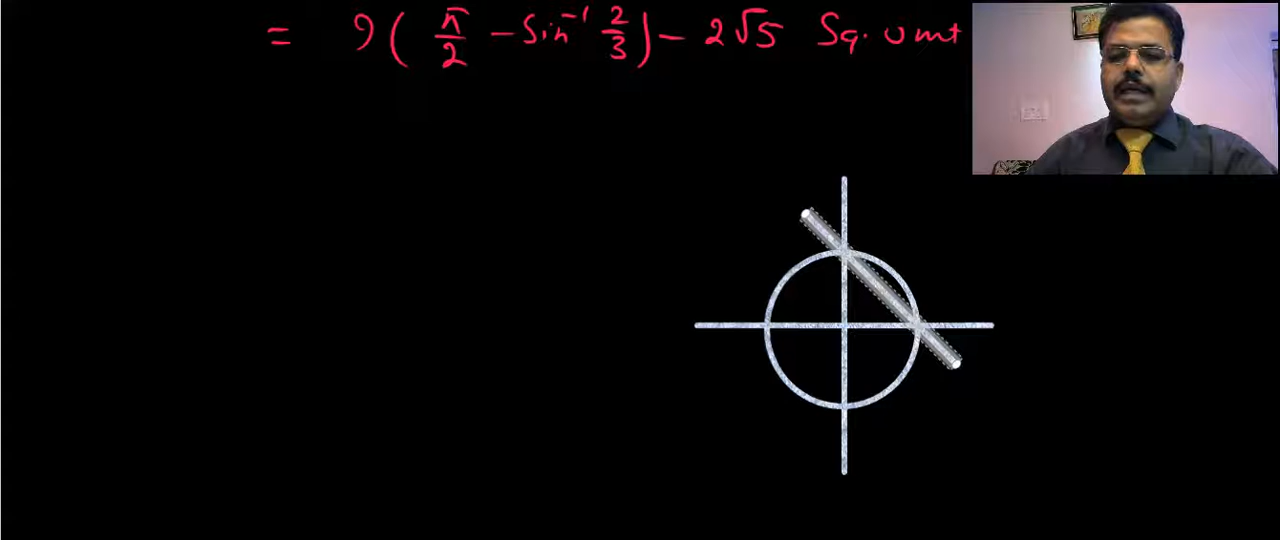 = 9 ( π/2 - Sin⁻¹ 2/3 ) - 2√5 Sq. Unit